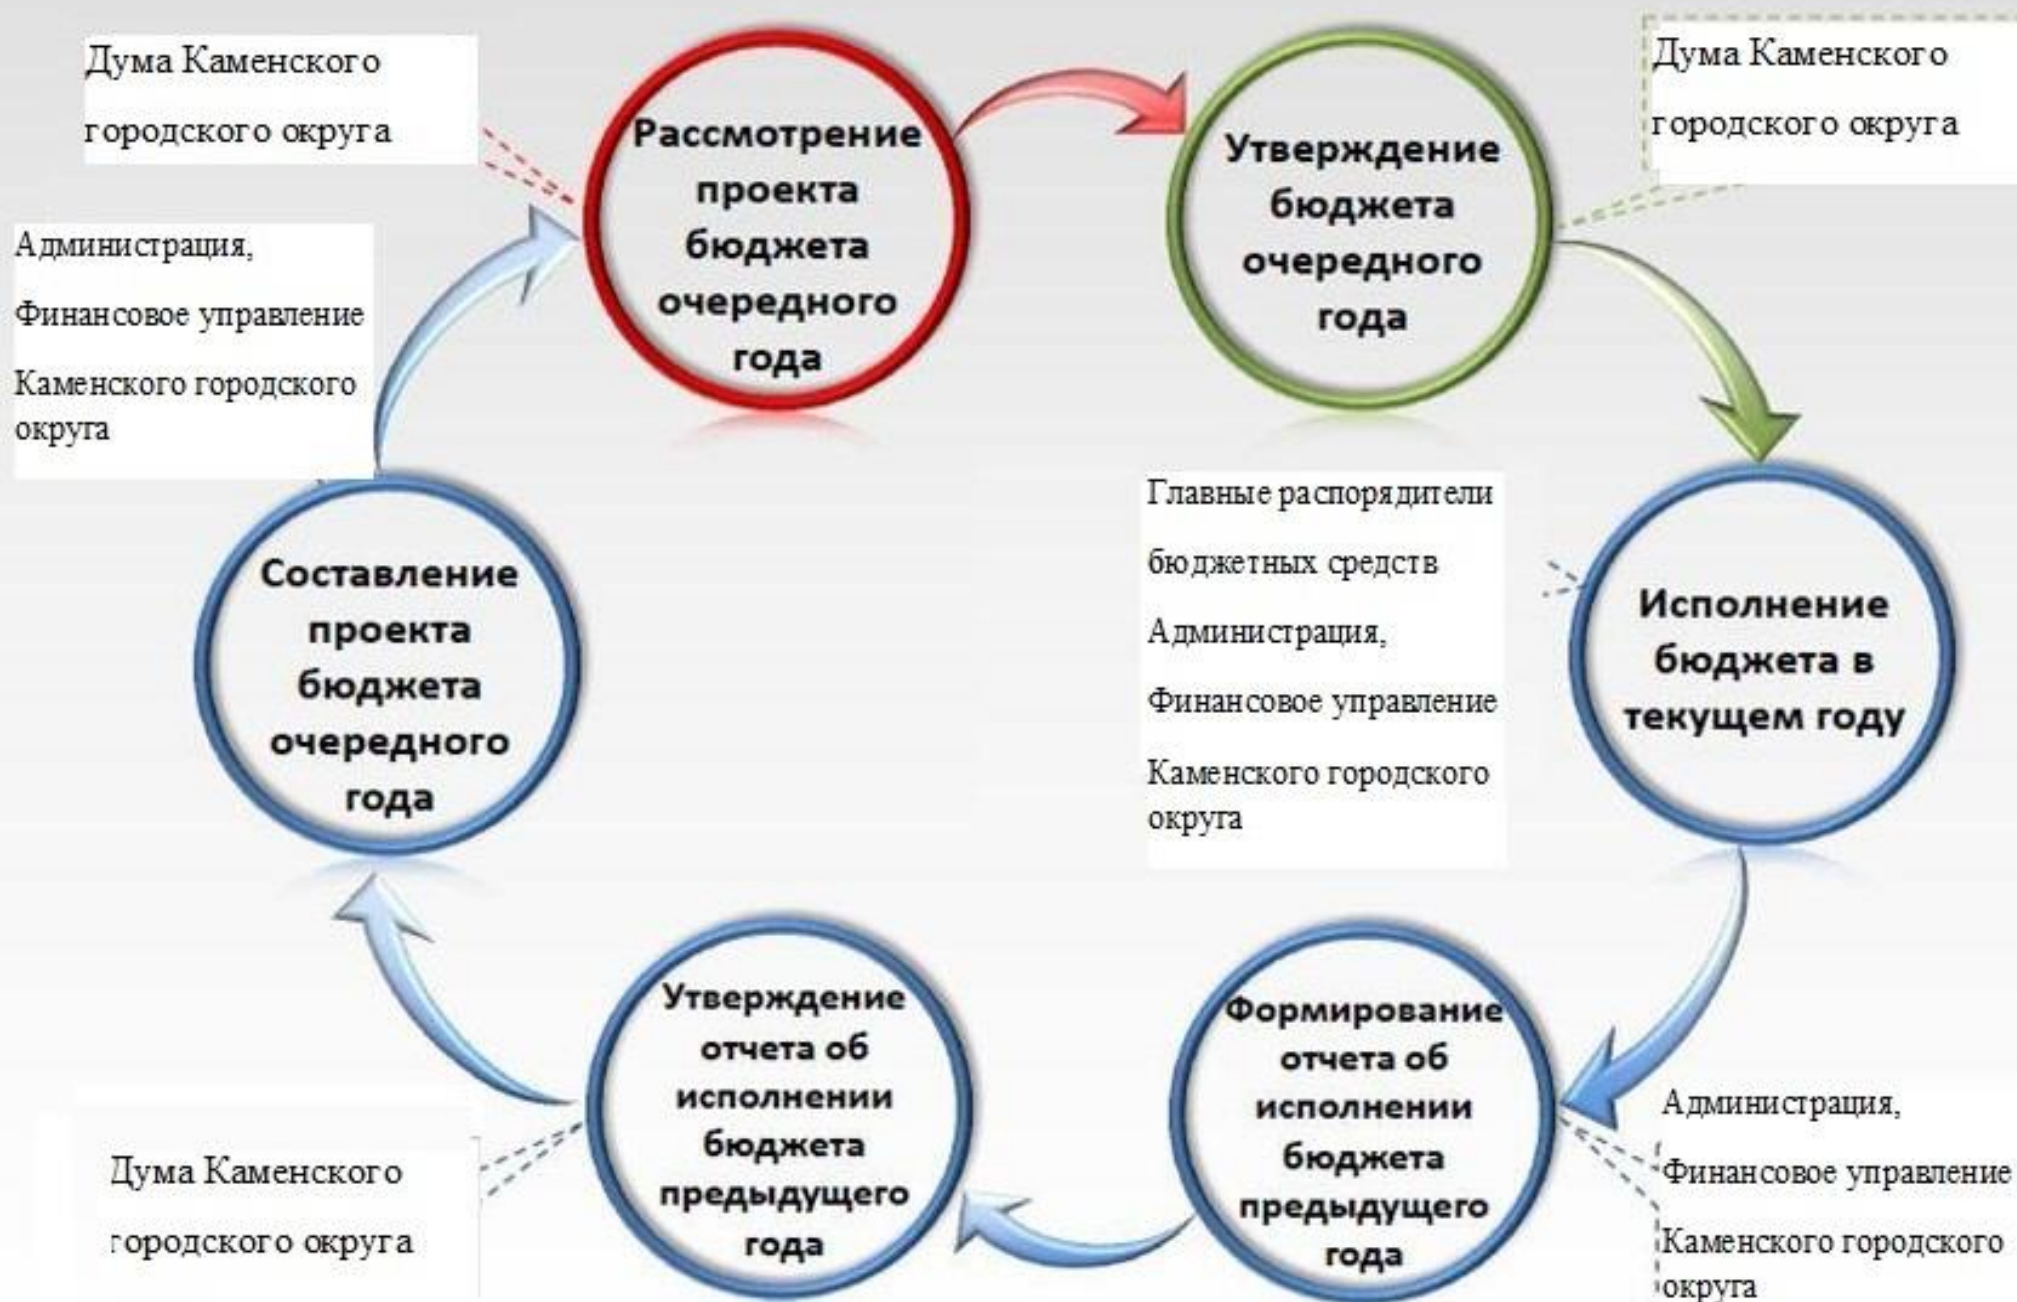 Дума Каменского
городского округа
Рассмотрение
проекта
бюджета
очередного
года
Утверждение
бюджета
очередного
года
Дума Каменского
городского округа
Администрация,
Финансовое управление
Каменского городского
округа
Составление
проекта
бюджета
очередного
года
Главные распорядители
бюджетных средств
Администрация,
Финансовое управление
Каменского городского
округа
Исполнение
бюджета в
текущем году
Дума Каменского
городского округа
Утверждение
отчета об
исполнении
бюджета
предыдущего
года
Формирование
отчета об
исполнении
бюджета
предыдущего
года
Администрация,
Финансовое управление
Каменского городского
округа